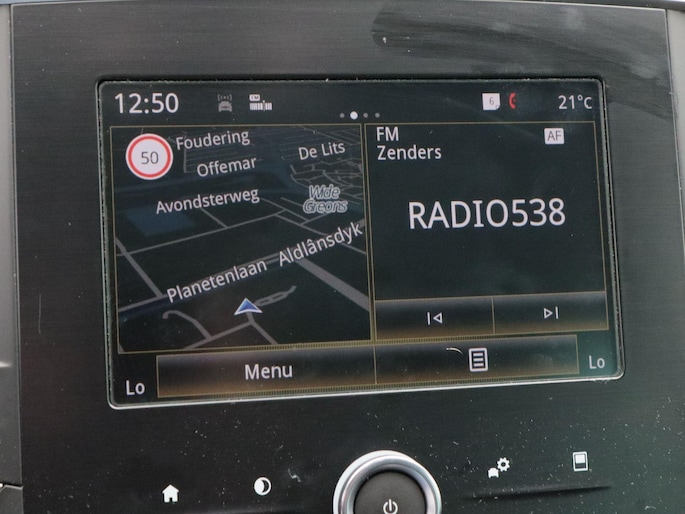 12:50
FM
6
21°c
50
Foudering
Offemar
De Lits
Avondsterweg
Wide
Greons
Planetenlaan
Aldlânsdyk
FM
AF
Zenders
RADIO538
Menu
Lo
Lo